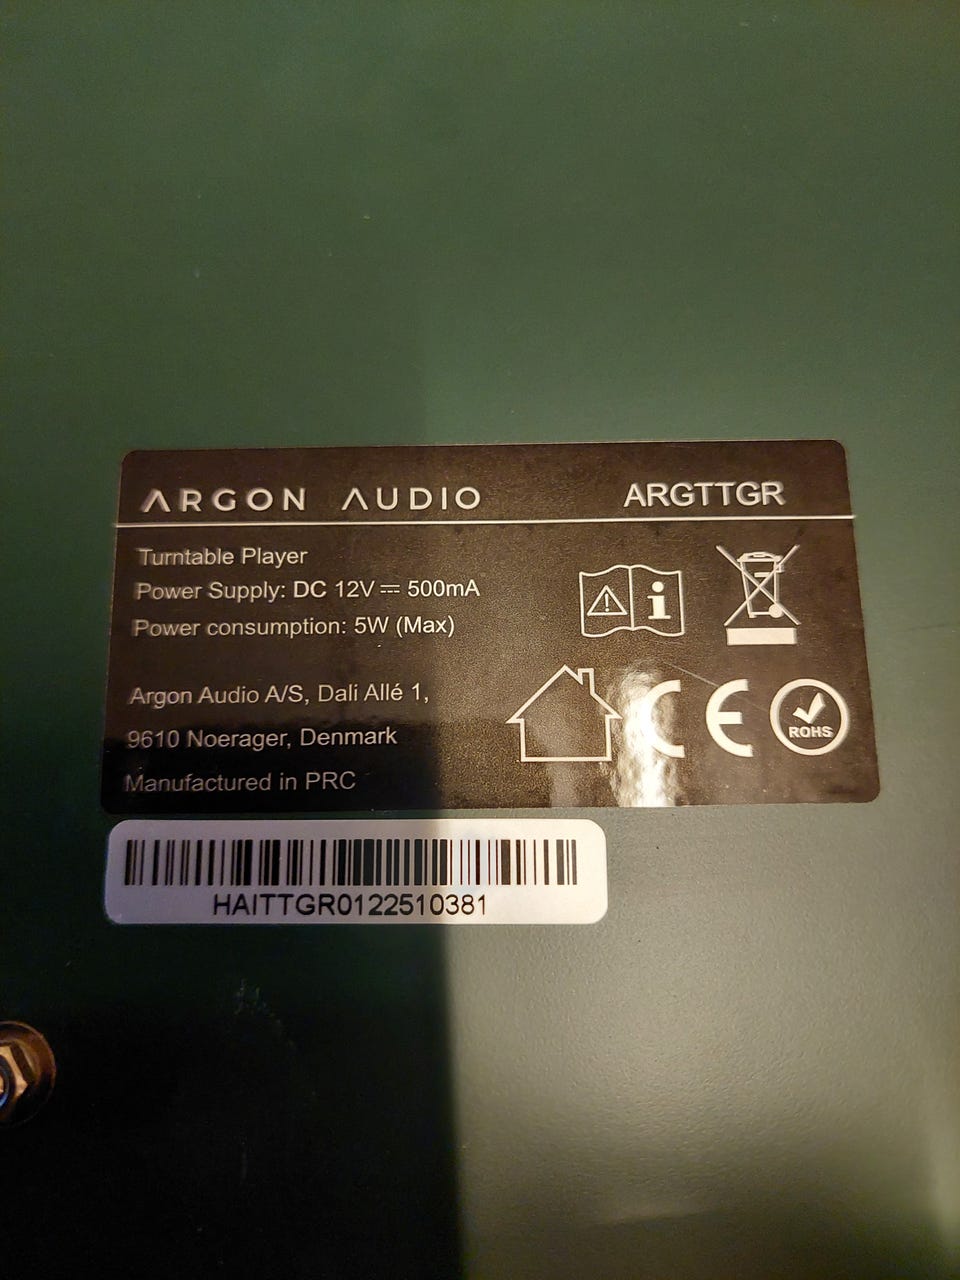 ARGON AUDIO ARGTTGR
Turntable Player
Power Supply: DC 12V ⎓ 500mA
Power consumption: 5W (Max)
Argon Audio A/S, Dali Allé 1,
9610 Noerager, Denmark
Manufactured in PRC
CE
ROHS
HAITTGR0122510381